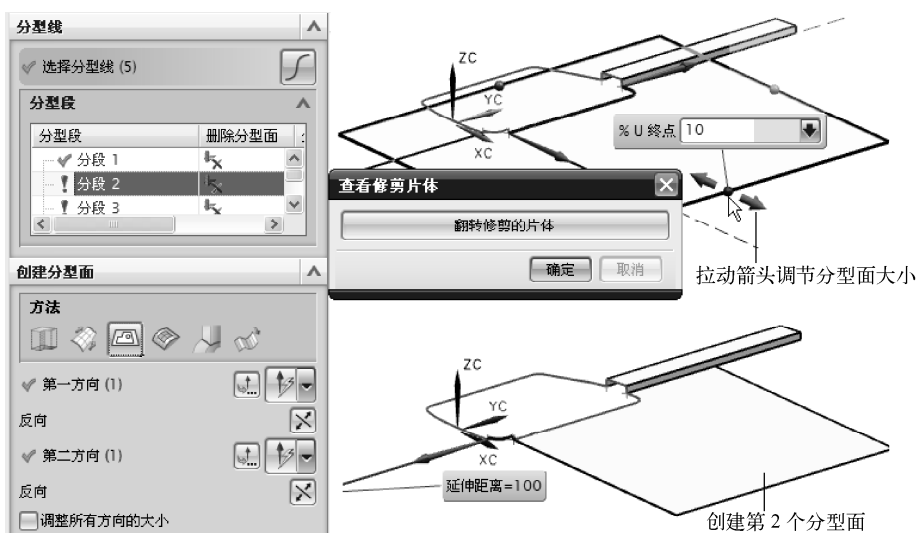 分型线
选择分型线 (5)
分型段
分型段 删除分型面
分段 1
分段 2
分段 3
创建分型面
方法
第一方向 (1)
反向
第二方向 (1)
反向
调整所有方向的大小
ZC
YC
XC
% U 终点 10
查看修剪片体
翻转修剪的片体
确定 取消
拉动箭头调节分型面大小
ZC
YC
XC
延伸距离=100
创建第 2 个分型面